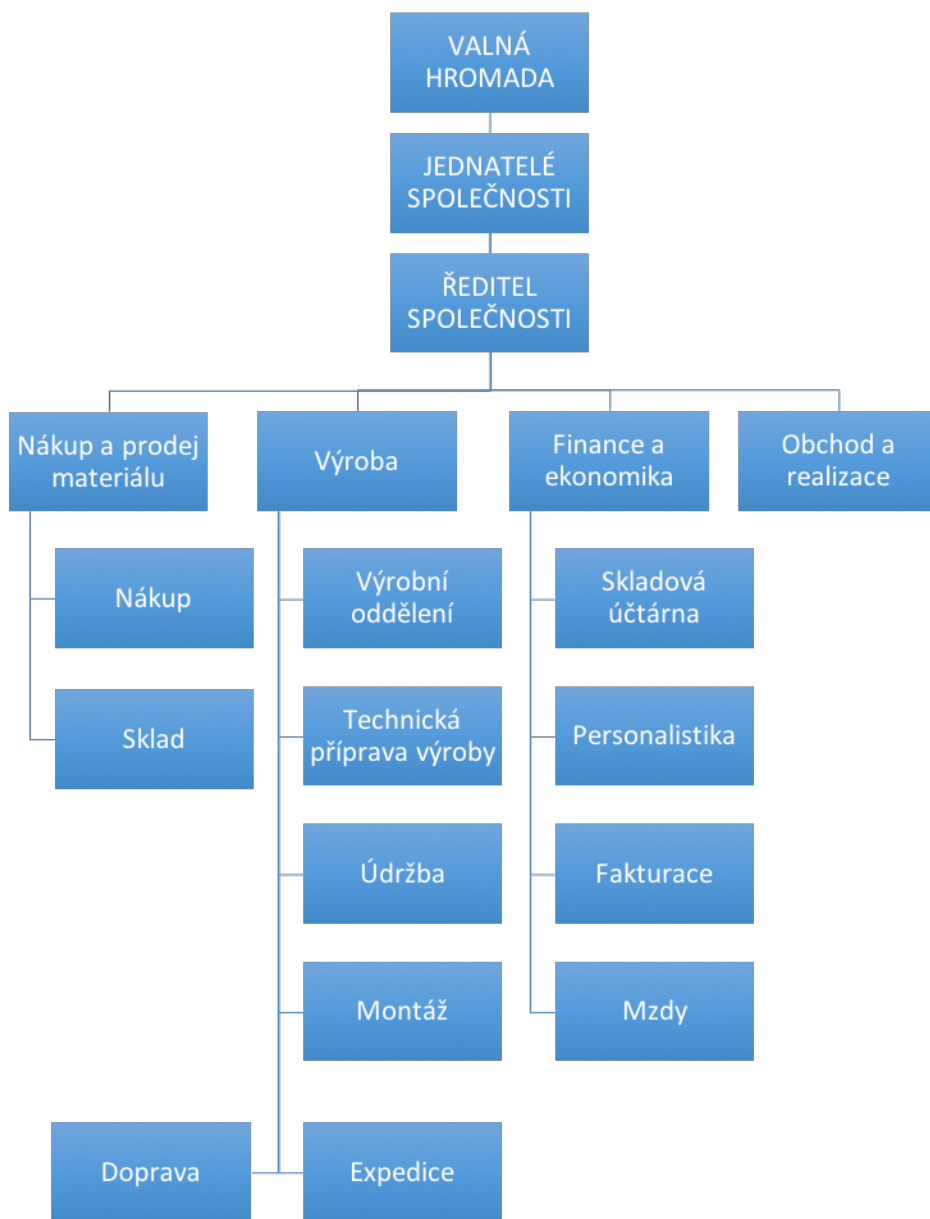 VALNÁ
HROMADA
JEDNATELÉ
SPOLEČNOSTI
ŘEDITEL
SPOLEČNOSTI
Nákup a prodej
materiálu
Výroba
Finance a
ekonomika
Obchod a
realizace
Nákup
Výrobní
oddělení
Skladová
účtárna
Sklad
Technická
příprava výroby
Personalistika
Údržba
Fakturace
Montáž
Mzdy
Doprava
Expedice